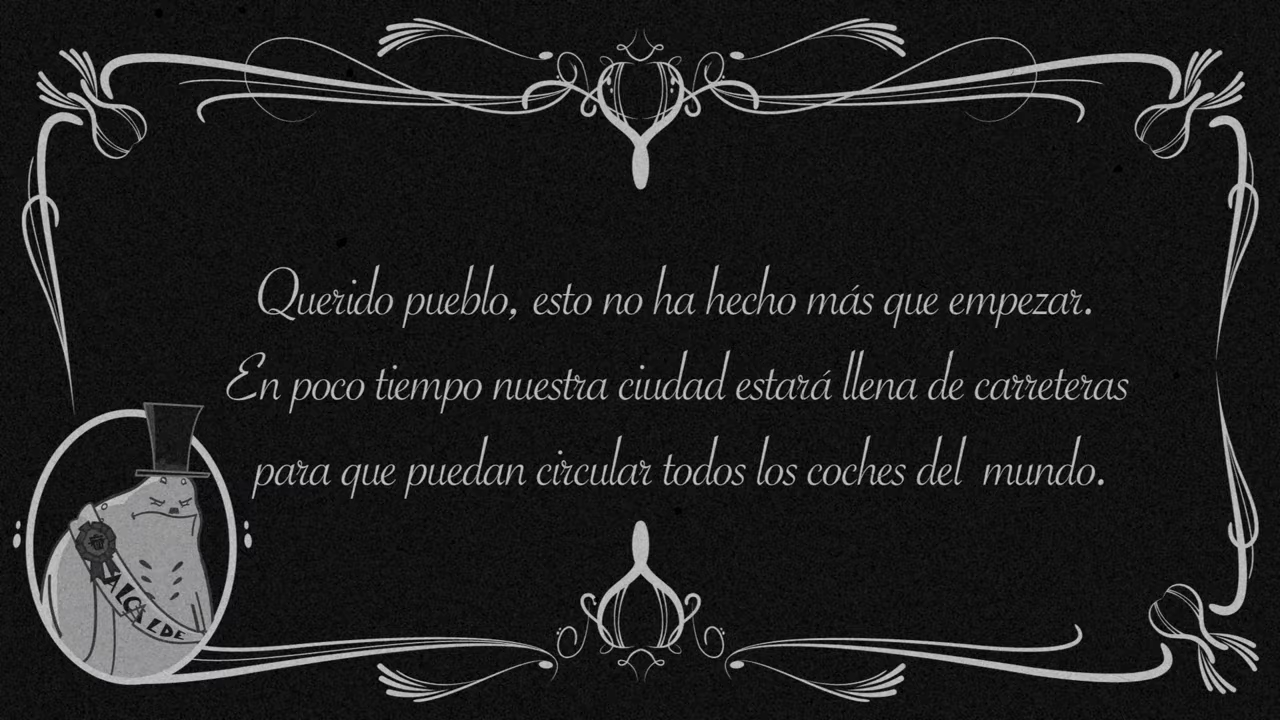 Querido pueblo, esto no ha hecho más que empezar.
En poco tiempo nuestra ciudad estará llena de carreteras
para que puedan circular todos los coches del mundo.
ALCALDE